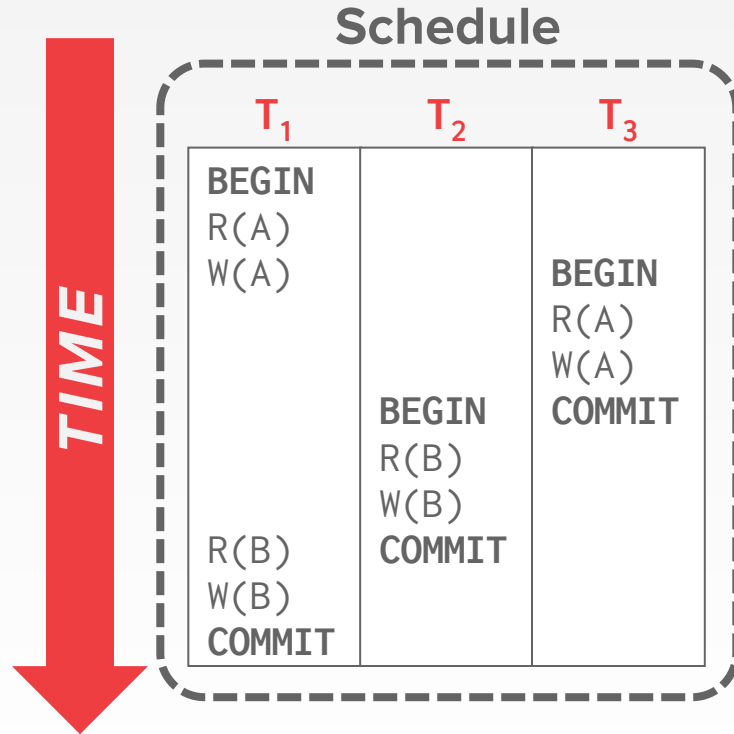 Schedule
TIME
T1 T2 T3
BEGIN
R(A)
W(A) BEGIN
R(A)
W(A)
BEGIN COMMIT
R(B)
W(B)
R(B) COMMIT
W(B)
COMMIT